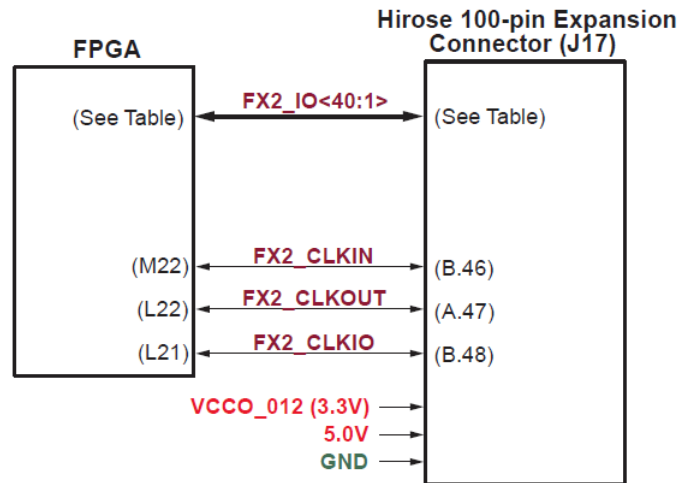 Hirose 100-pin Expansion
Connector (J17)
FPGA
FX2_IO<40:1>
(See Table)
(See Table)
FX2_CLKIN
(M22)
(B.46)
FX2_CLKOUT
(L22)
(A.47)
FX2_CLKIO
(L21)
(B.48)
VCCO_012 (3.3V)
5.0V
GND